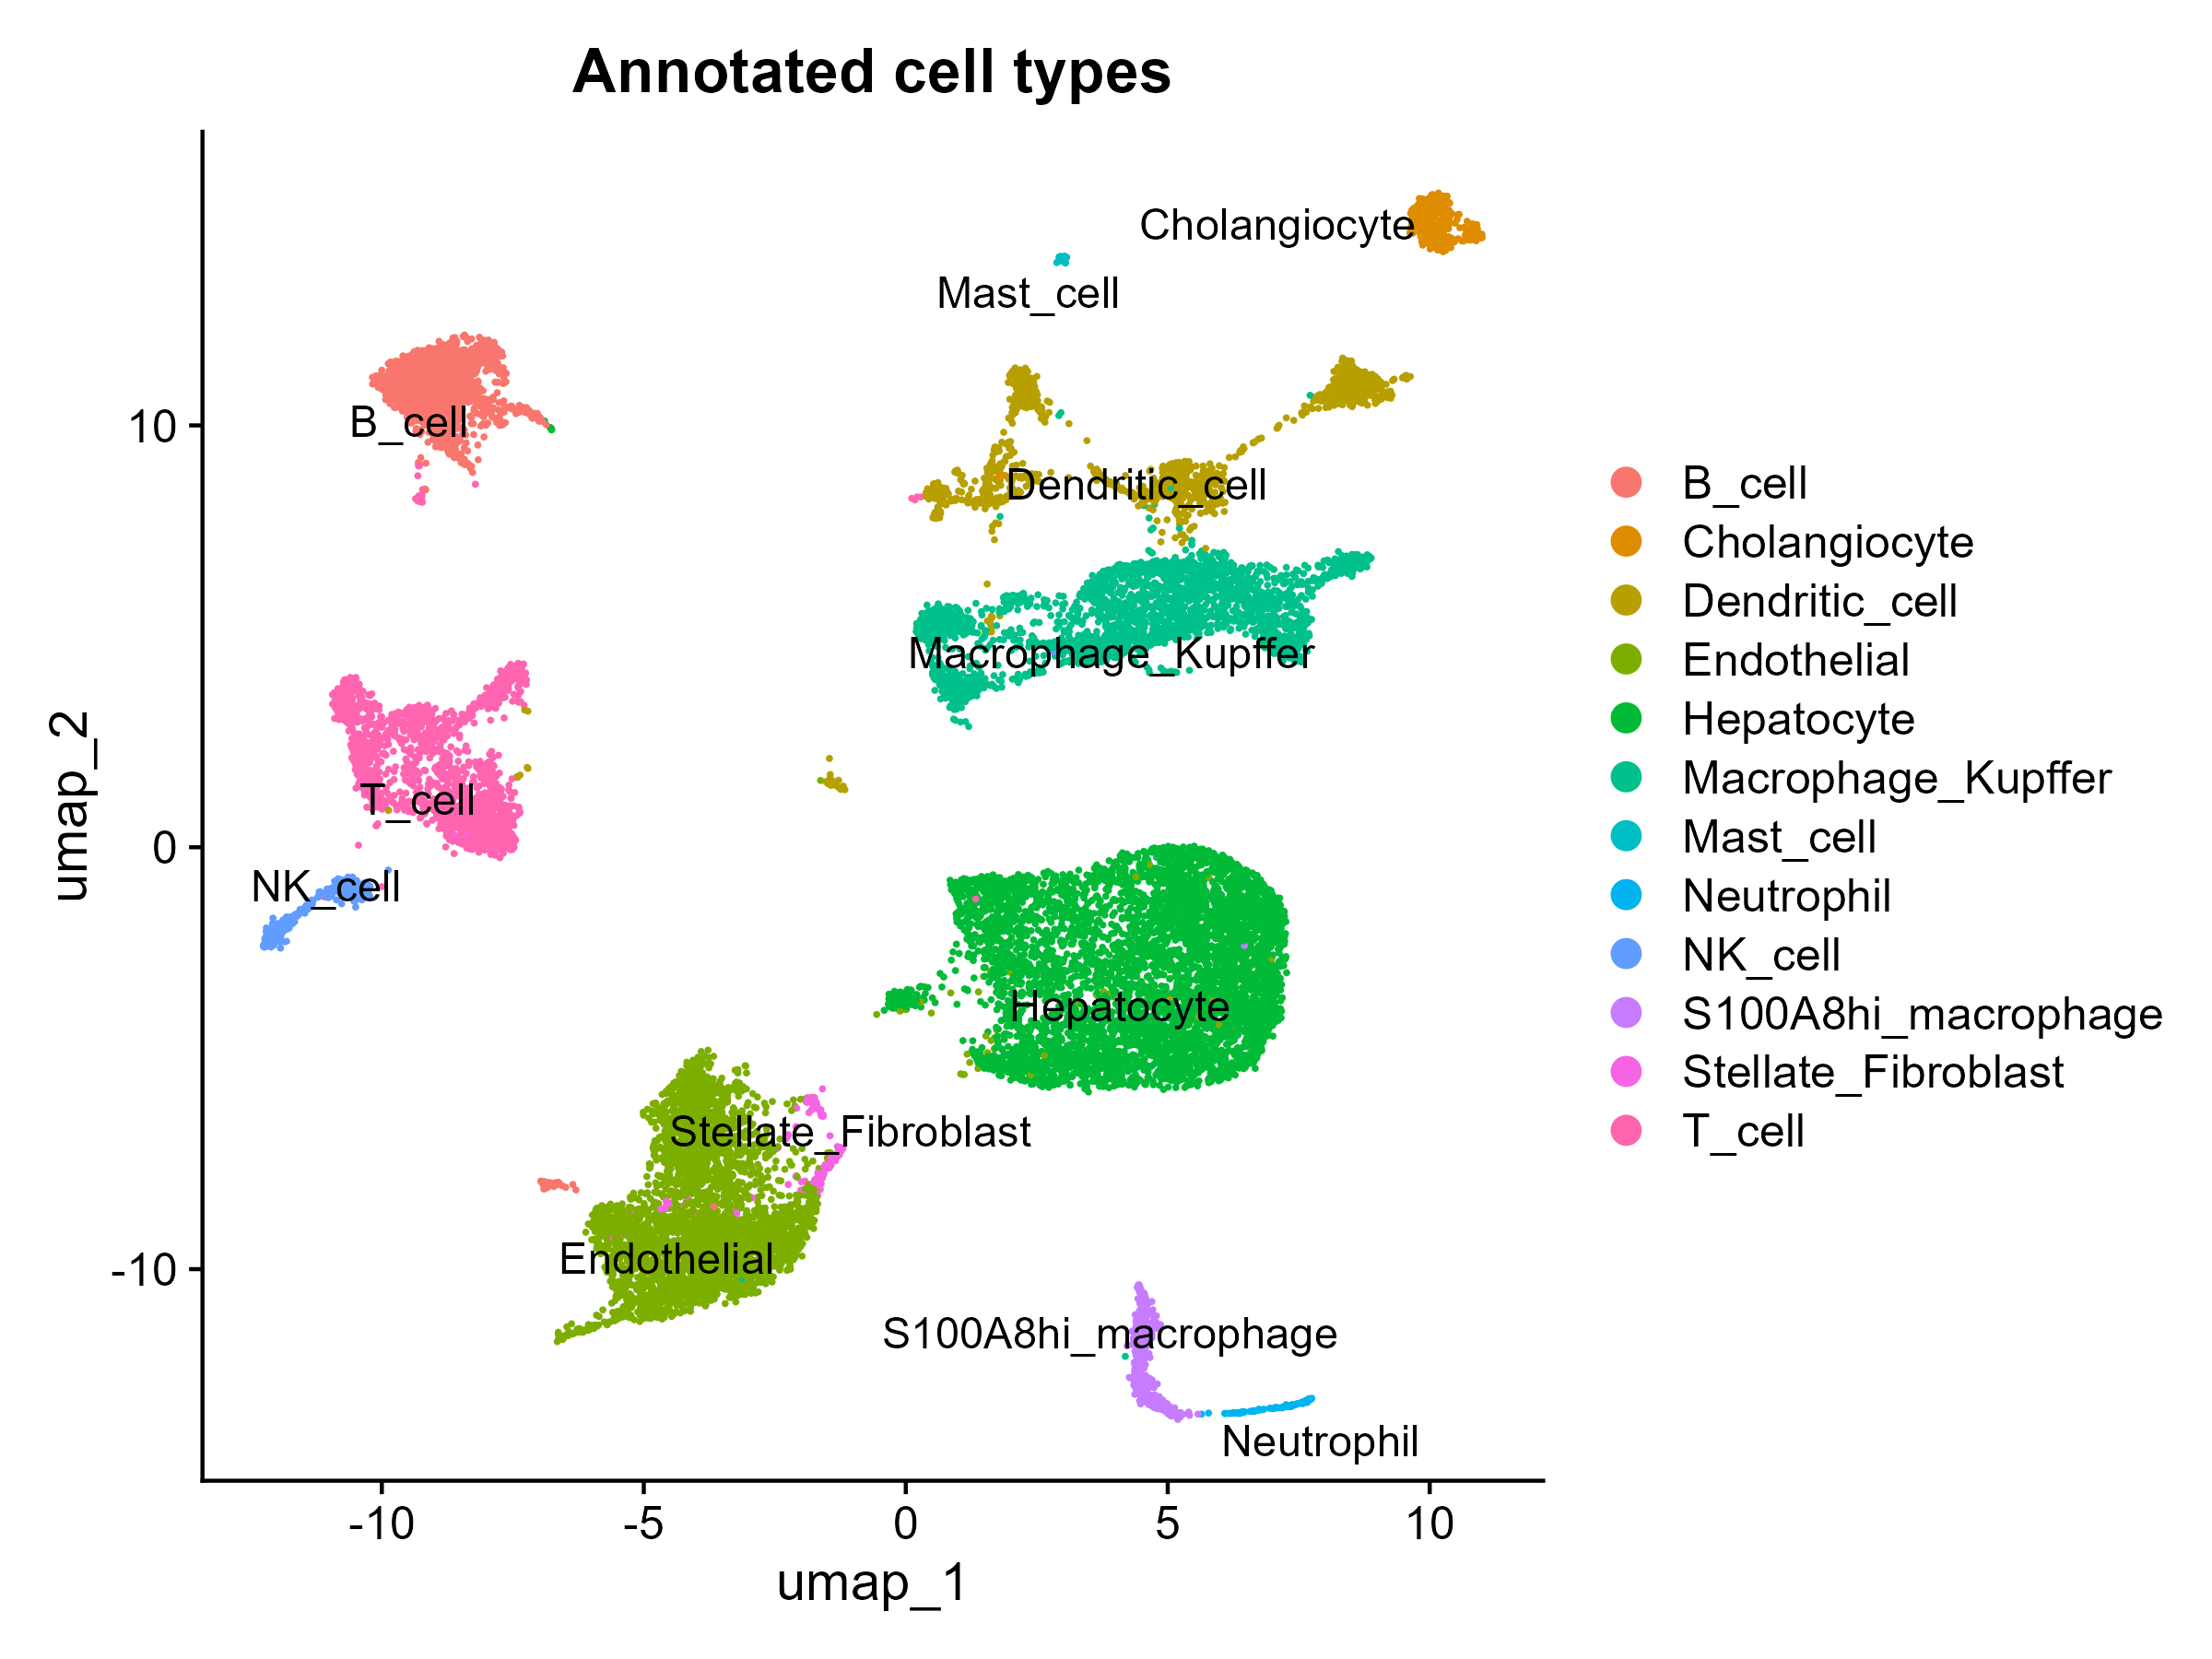 Annotated cell types
Cholangiocyte
Mast_cell
B_cell
Dendritic_cell
Macrophage_Kupffer
T_cell
NK_cell
Hepatocyte
Stellate_Fibroblast
Endothelial
S100A8hi_macrophage
Neutrophil
umap_2
10
0
-10
-10
-5
0
5
10
umap_1
B_cell
Cholangiocyte
Dendritic_cell
Endothelial
Hepatocyte
Macrophage_Kupffer
Mast_cell
Neutrophil
NK_cell
S100A8hi_macrophage
Stellate_Fibroblast
T_cell